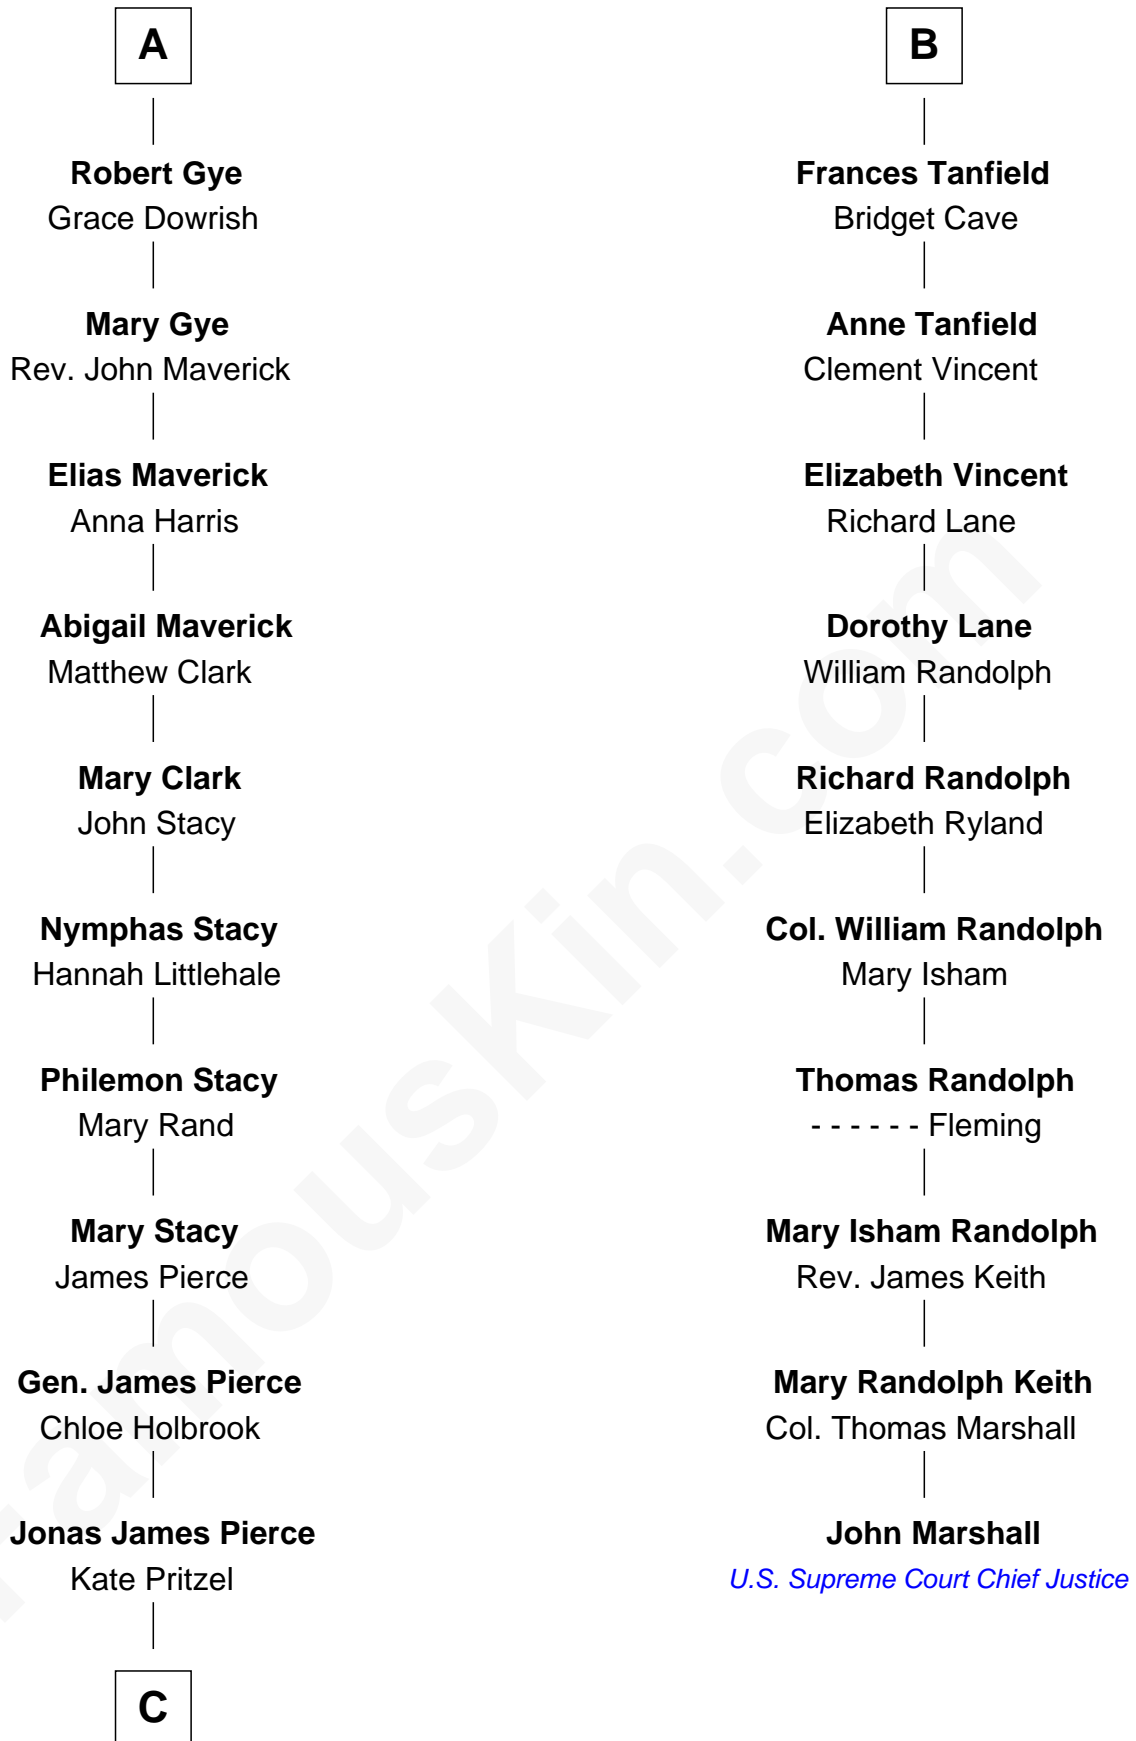 A
Robert Gye
Grace Dowrish
Mary Gye
Rev. John Maverick
Elias Maverick
Anna Harris
Abigail Maverick
Matthew Clark
Mary Clark
John Stacy
Nymphas Stacy
Hannah Littlehale
Philemon Stacy
Mary Rand
Mary Stacy
James Pierce
Gen. James Pierce
Chloe Holbrook
Jonas James Pierce
Kate Pritzel
C
B
Frances Tanfield
Bridget Cave
Anne Tanfield
Clement Vincent
Elizabeth Vincent
Richard Lane
Dorothy Lane
William Randolph
Richard Randolph
Elizabeth Ryland
Col. William Randolph
Mary Isham
Thomas Randolph
- - - - - - Fleming
Mary Isham Randolph
Rev. James Keith
Mary Randolph Keith
Col. Thomas Marshall
John Marshall
U.S. Supreme Court Chief Justice
FamousKin.com